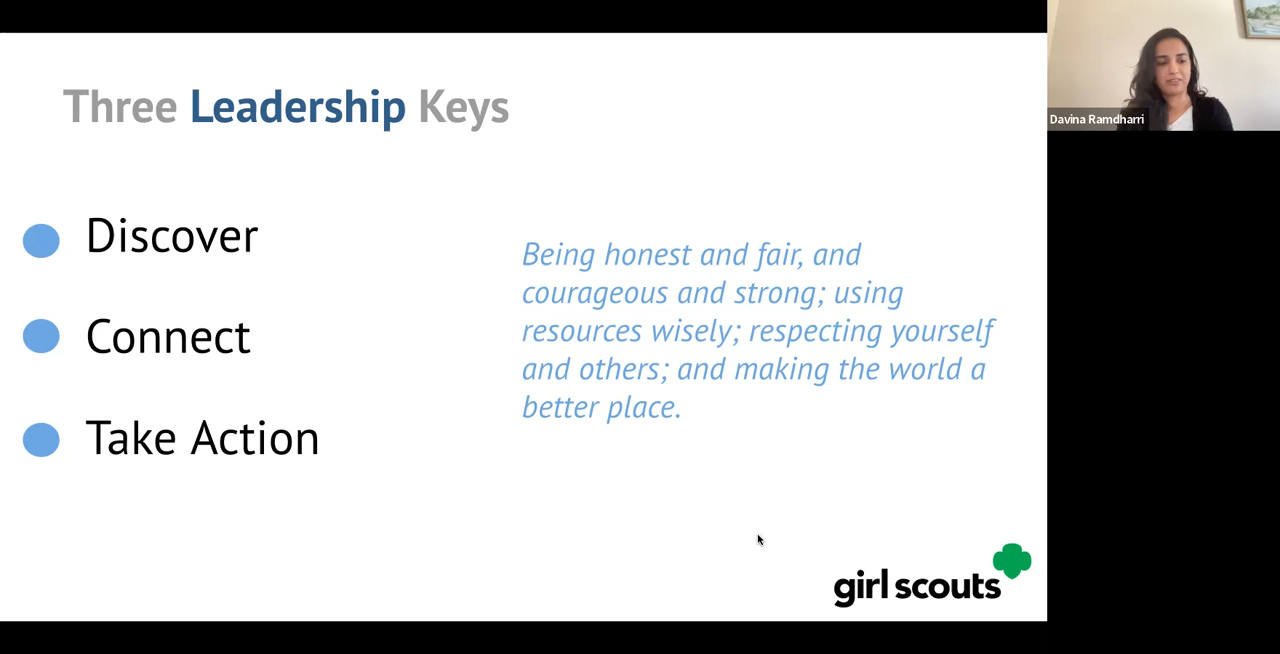 Three Leadership Keys
Discover
Connect
Take Action
Being honest and fair, and
courageous and strong; using
resources wisely; respecting yourself
and others; and making the world a
better place.
girl scouts
Davina Ramdharri